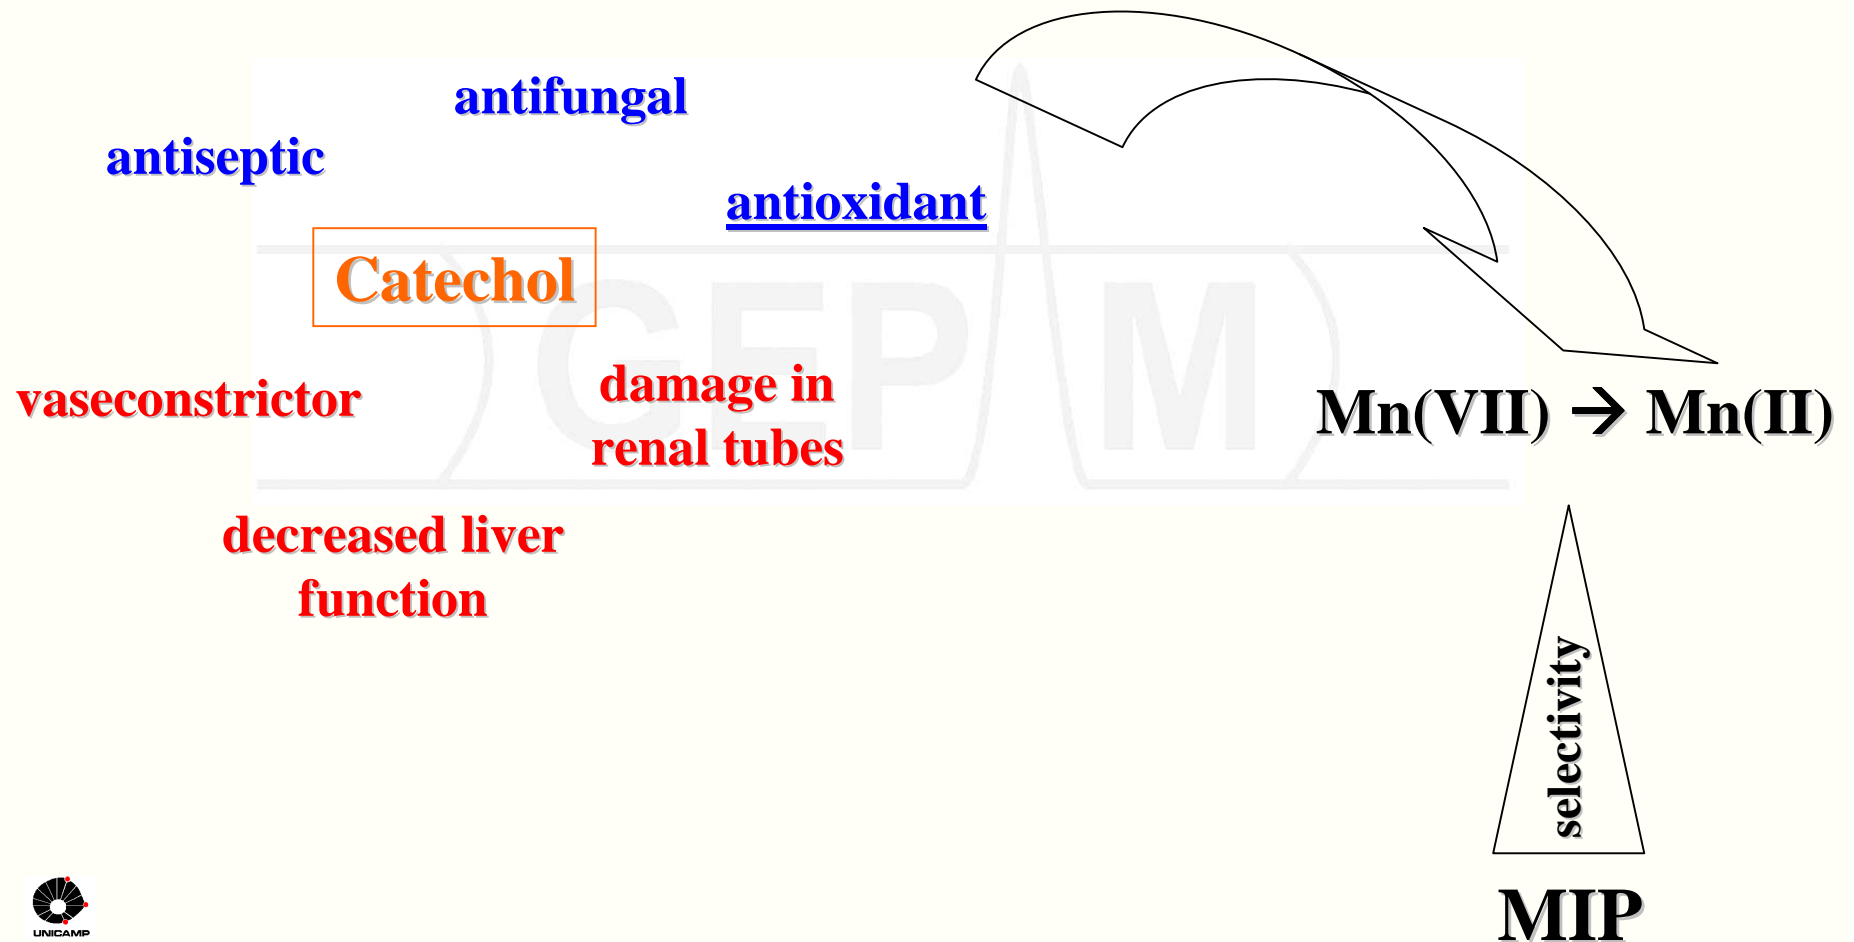 antifungal
antiseptic
antioxidant
Catechol
vaseconstrictor
damage in
renal tubes
Mn(VII) → Mn(II)
decreased liver
function
selectivity
MIP
GEPM
UNICAMP